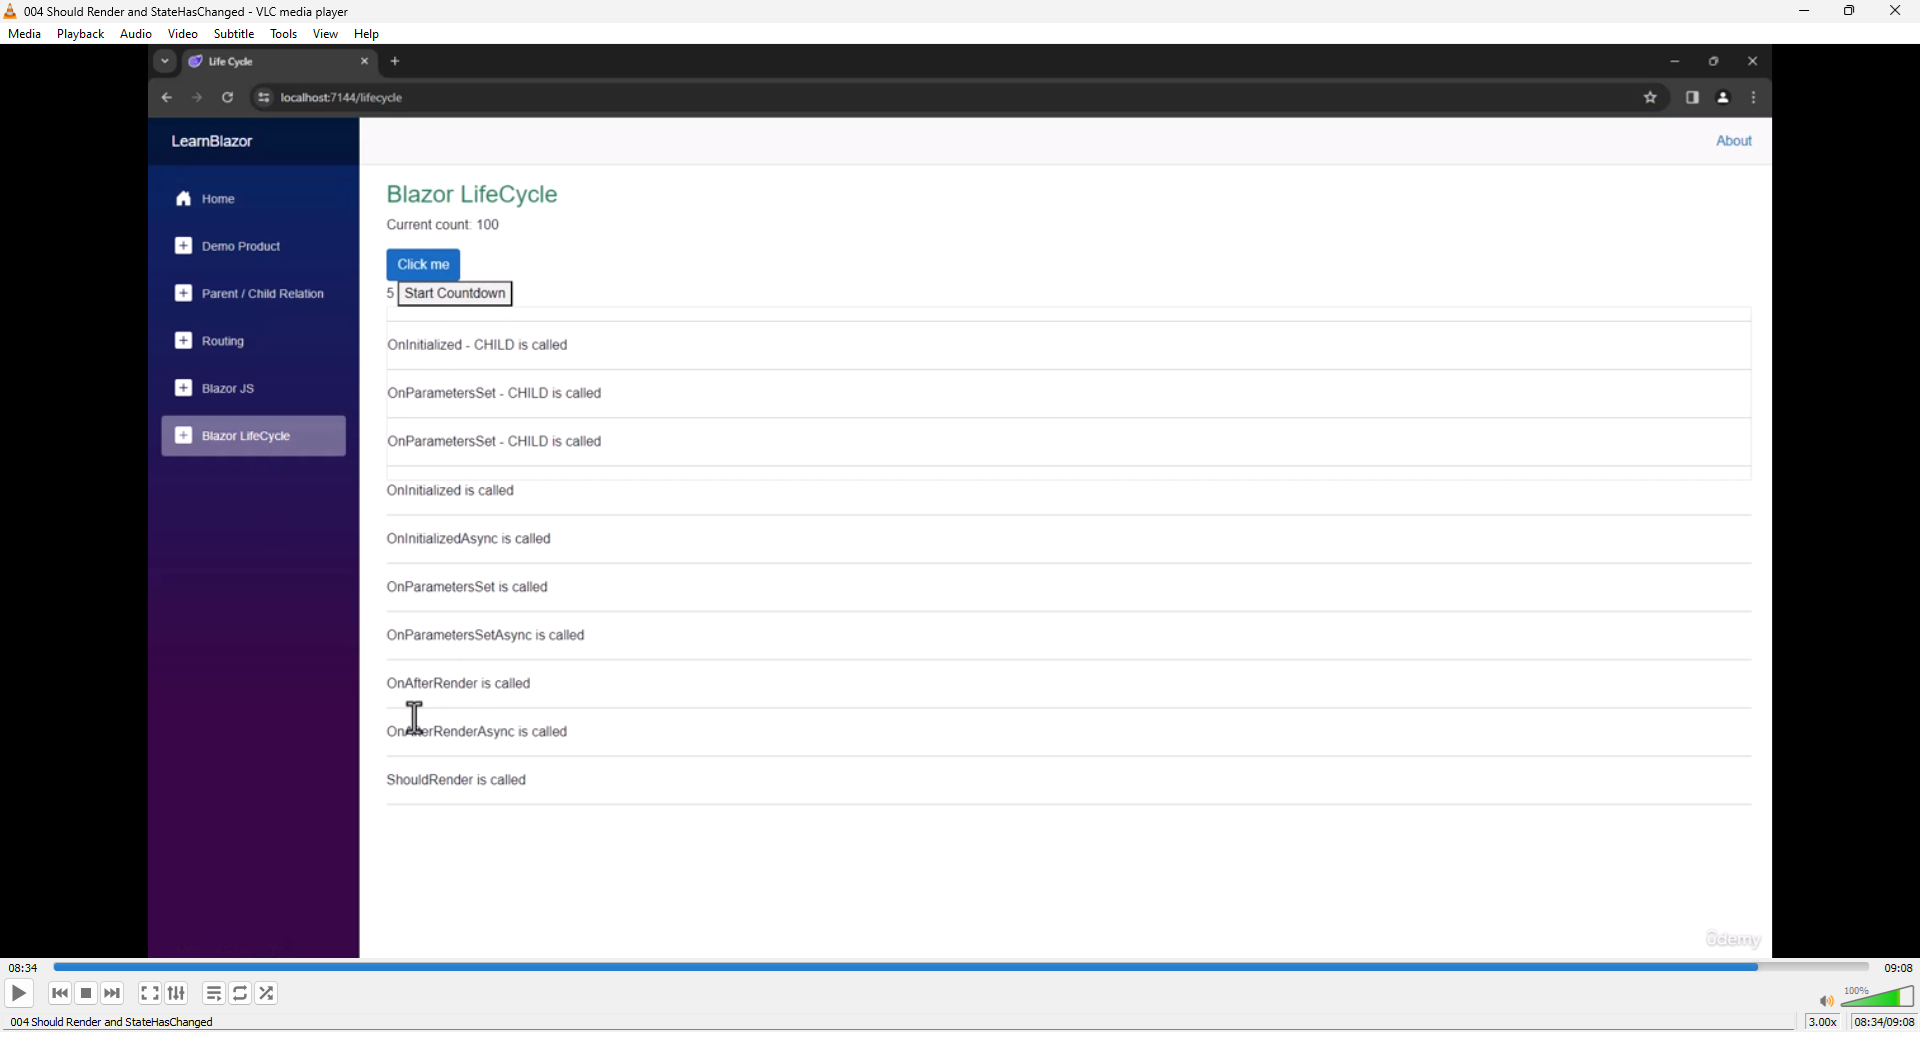 004 Should Render and StateHasChanged - VLC media player
Media Playback Audio Video Subtitle Tools View Help
Life Cycle
localhost:7144/lifecycle
LearnBlazor
About
Home
Demo Product
Parent / Child Relation
Routing
Blazor JS
Blazor LifeCycle
Blazor LifeCycle
Current count: 100
Click me
5 Start Countdown
OnInitialized - CHILD is called
OnParametersSet - CHILD is called
OnParametersSet - CHILD is called
OnInitialized is called
OnInitializedAsync is called
OnParametersSet is called
OnParametersSetAsync is called
OnAfterRender is called
OnAfterRenderAsync is called
ShouldRender is called
ûdemy
08:34
09:08
100%
004 Should Render and StateHasChanged
3.00x
08:34/09:08